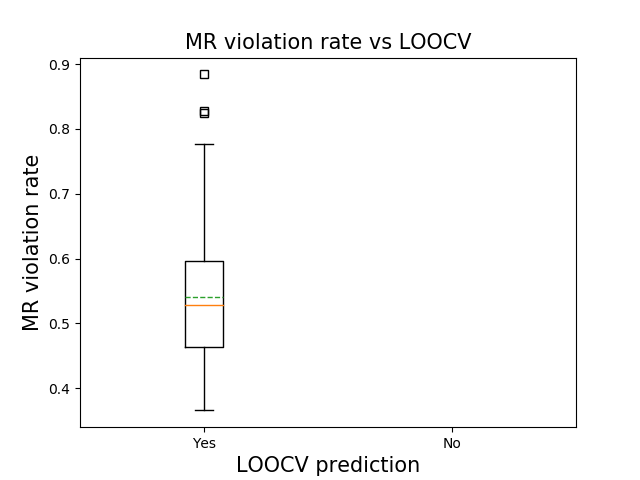 MR violation rate vs LOOCV
MR violation rate
0.9
0.8
0.7
0.6
0.5
0.4
Yes
No
LOOCV prediction